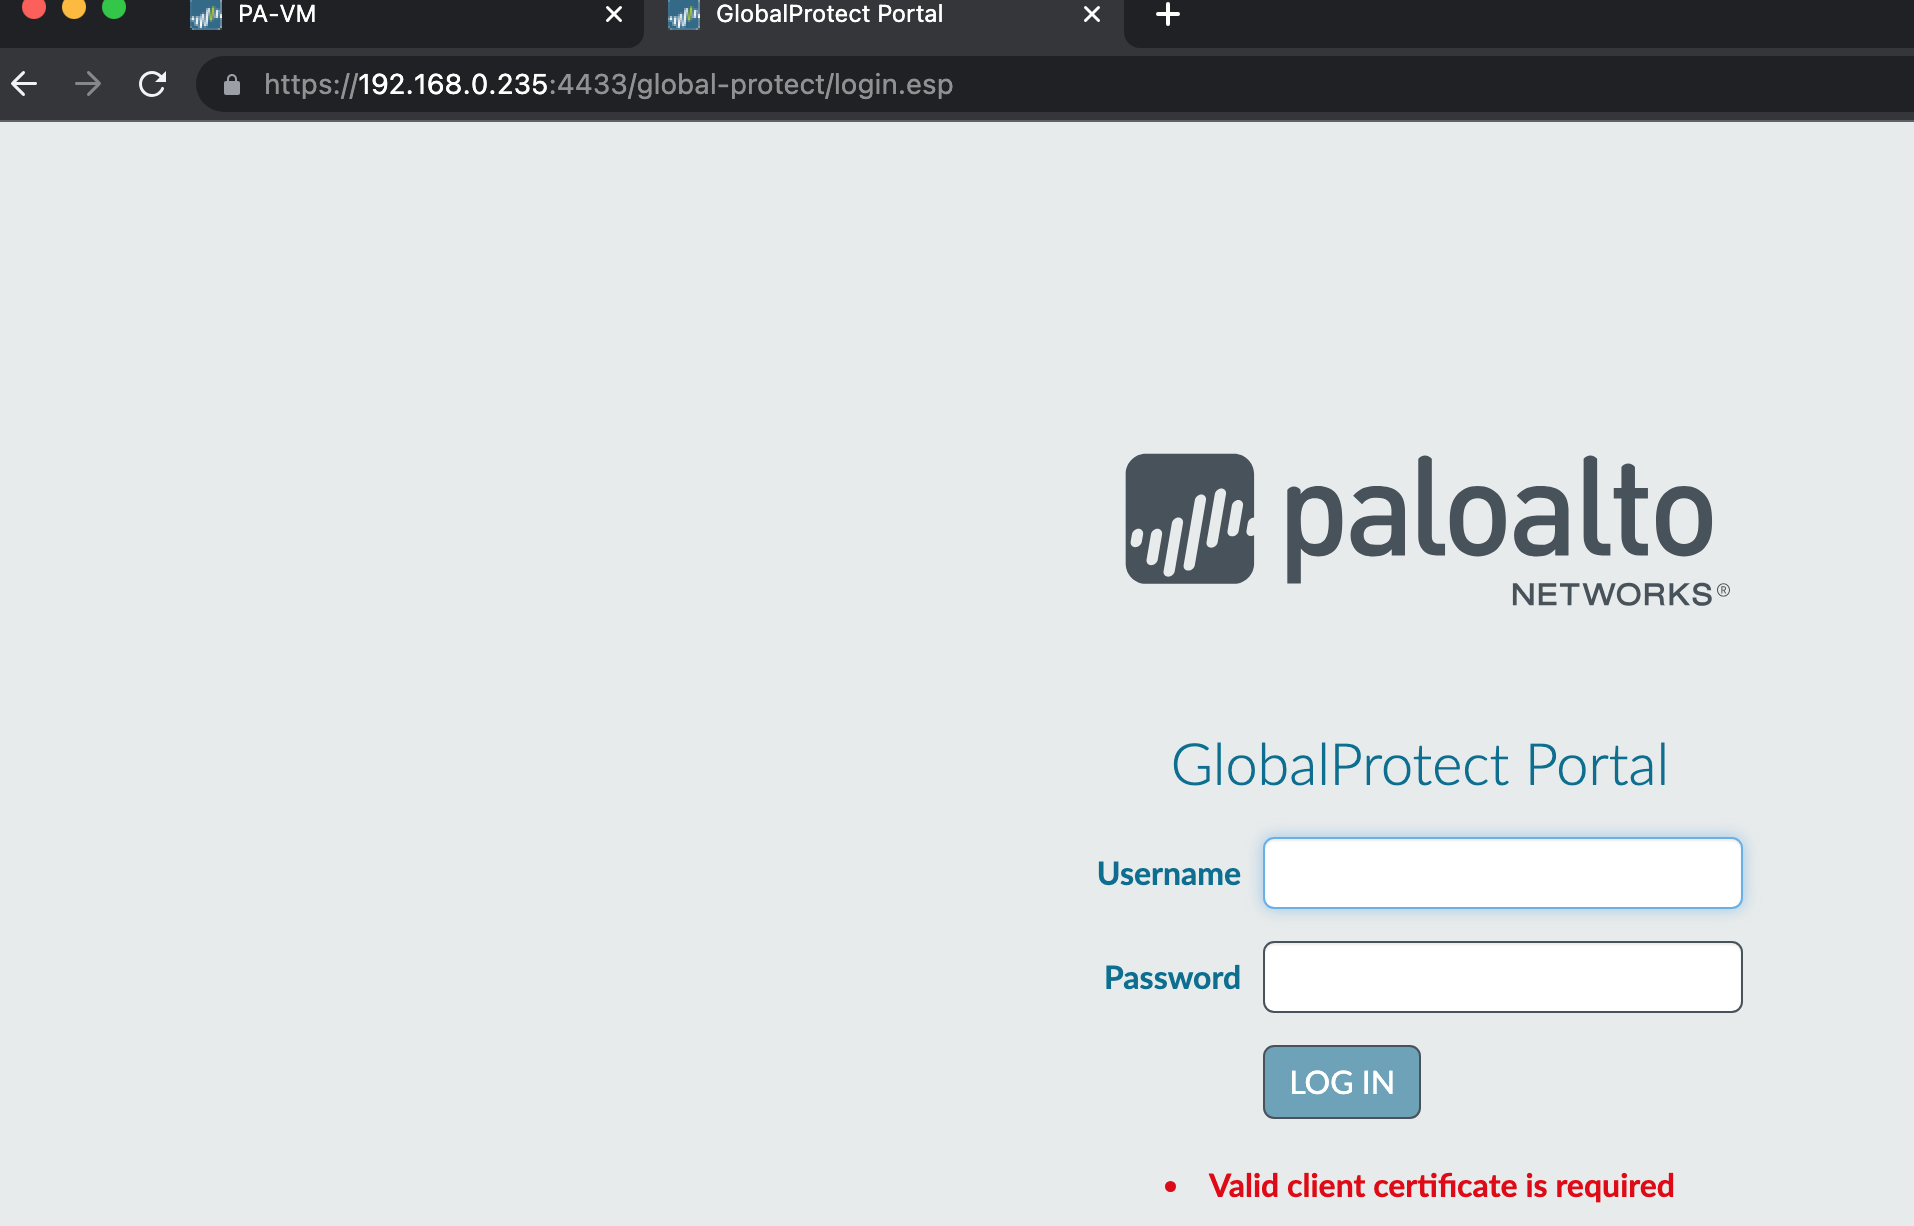 PA-VM
GlobalProtect Portal
https://192.168.0.235:4433/global-protect/login.esp
paloalto
NETWORKS®
GlobalProtect Portal
Username
Password
LOG IN
• Valid client certificate is required